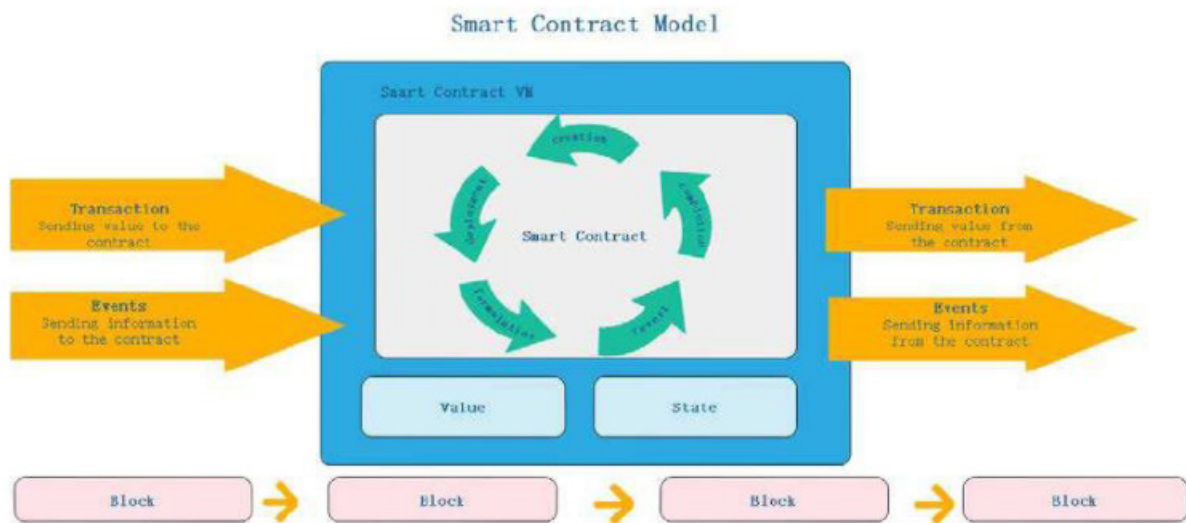 Smart Contract Model
Smart Contract VM
creation
deployment
Smart Contract
completion
formulation
revert
Transaction
Sending value to the
contract
Events
Sending information
to the contract
Transaction
Sending value from
the contract
Events
Sending information
from the contract
Value
State
Block
Block
Block
Block